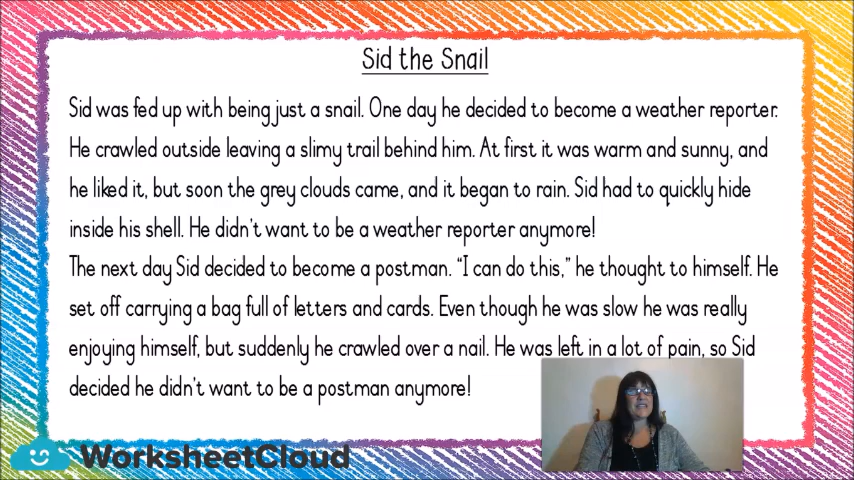 Sid the Snail
Sid was fed up with being just a snail. One day he decided to become a weather reporter.
He crawled outside leaving a slimy trail behind him. At first it was warm and sunny, and
he liked it, but soon the grey clouds came, and it began to rain. Sid had to quickly hide
inside his shell. He didn't want to be a weather reporter anymore!
The next day Sid decided to become a postman. "I can do this," he thought to himself. He
set off carrying a bag full of letters and cards. Even though he was slow he was really
enjoying himself, but suddenly he crawled over a nail. He was left in a lot of pain, so Sid
decided he didn't want to be a postman anymore!
WorksheetCloud